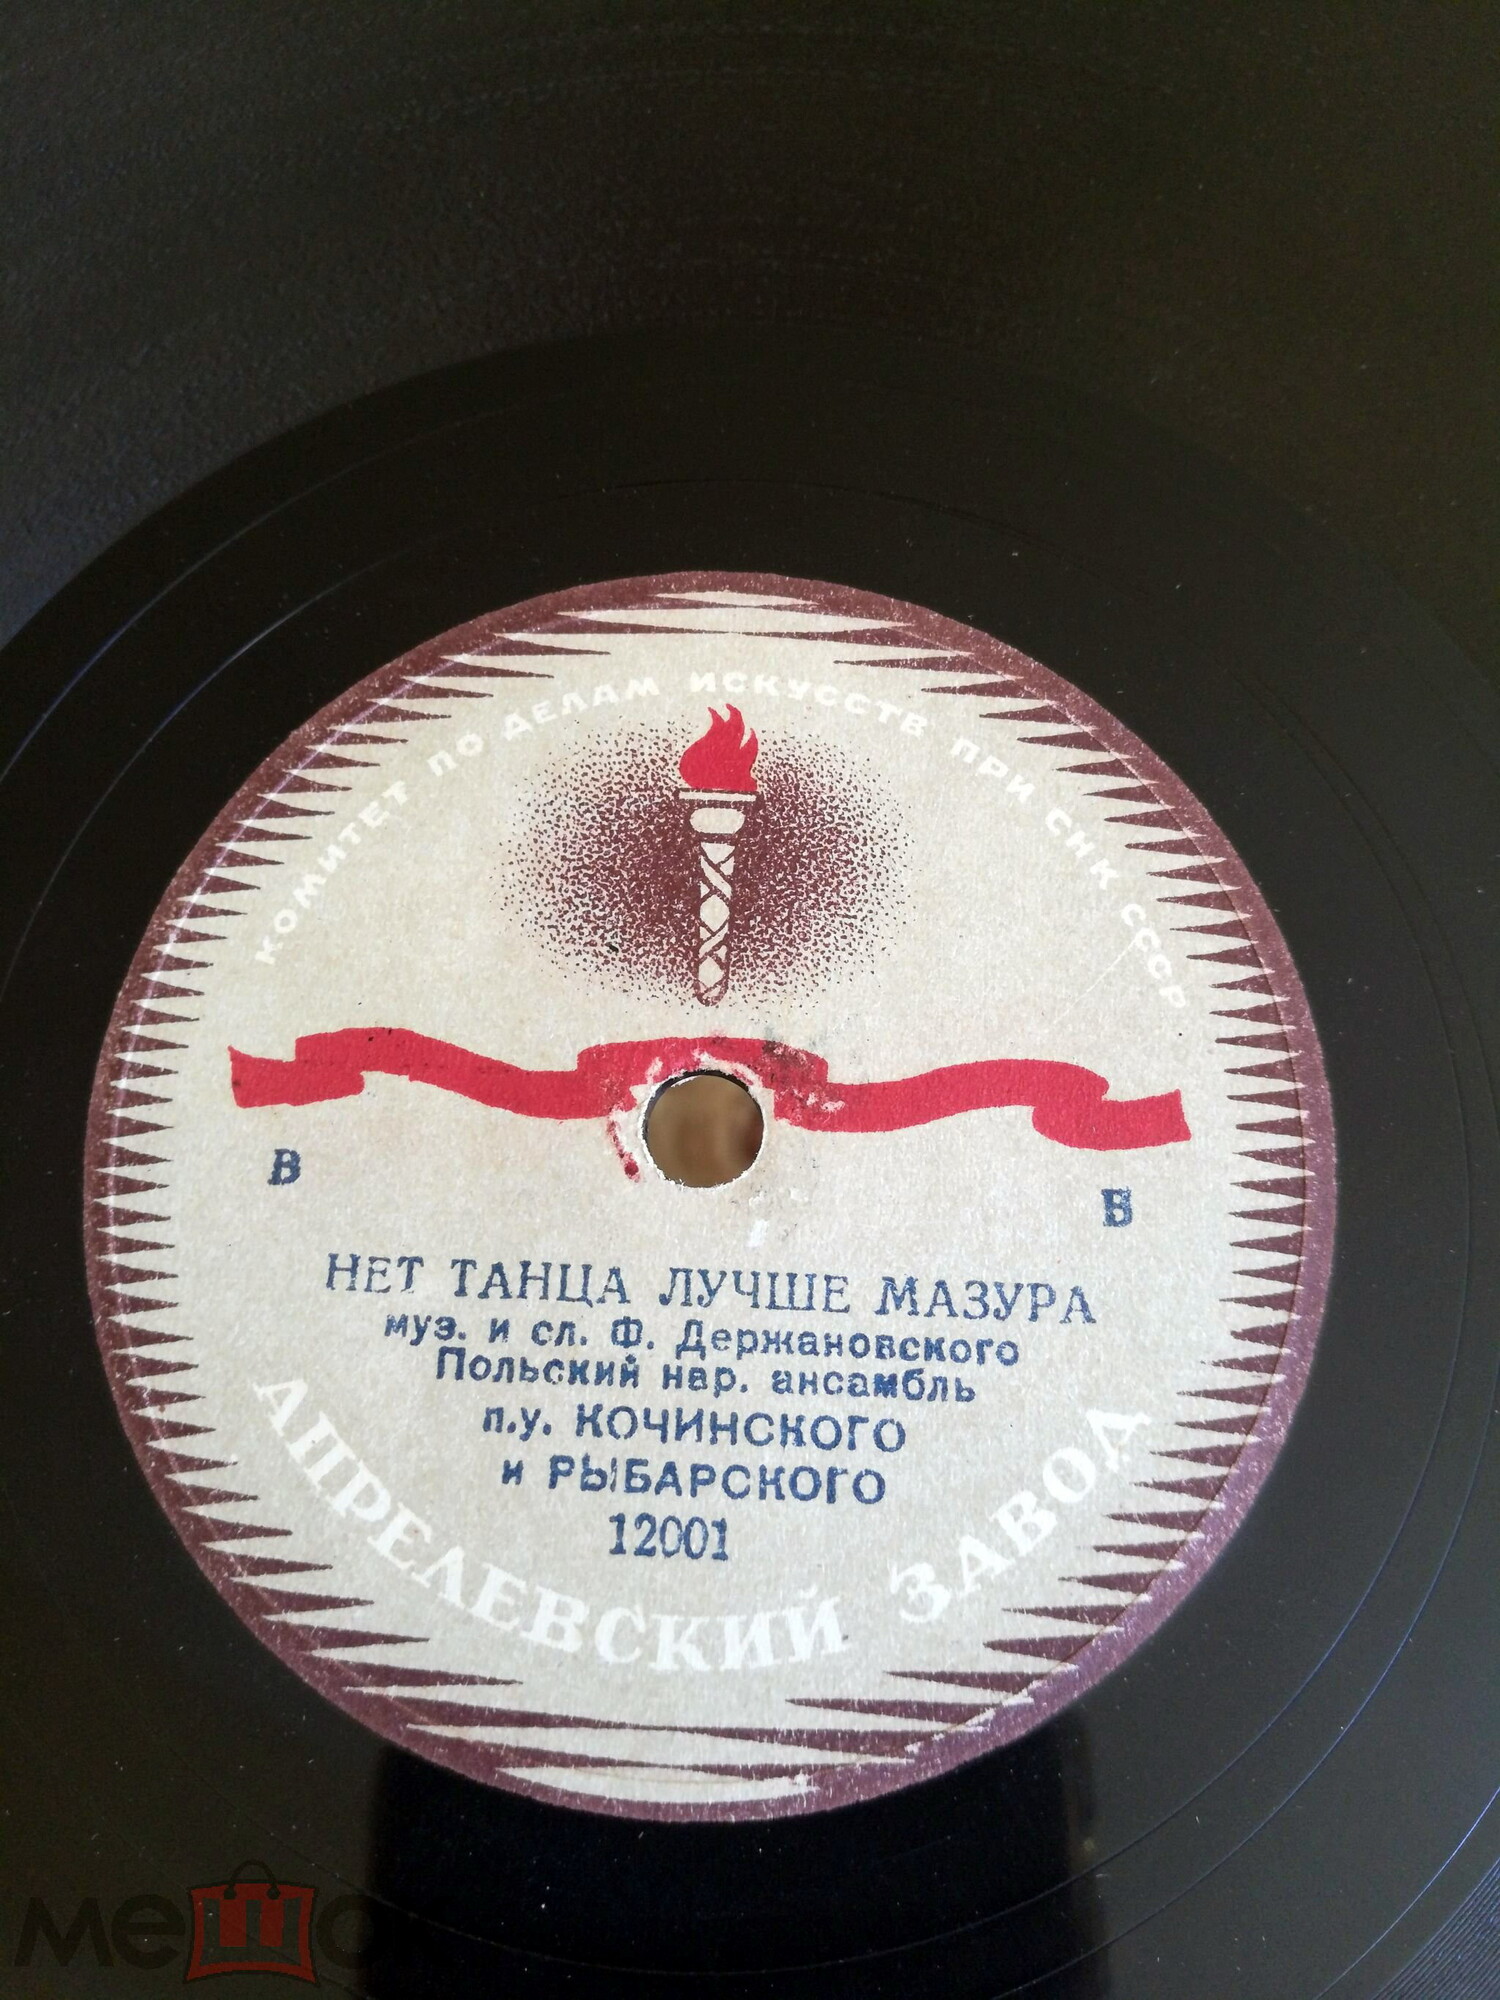 КОМИТЕТ ПО ДЕЛАМ ИСКУССТВ ПРИ СНК СССР
В Б
НЕТ ТАНЦА ЛУЧШЕ МАЗУРА
муз. и сл. Ф. Держановского
Польский нар. ансамбль
п.у. КОЧИНСКОГО
и РЫБАРСКОГО
12001
АПРЕЛЕВСКИЙ ЗАВОД
мешо